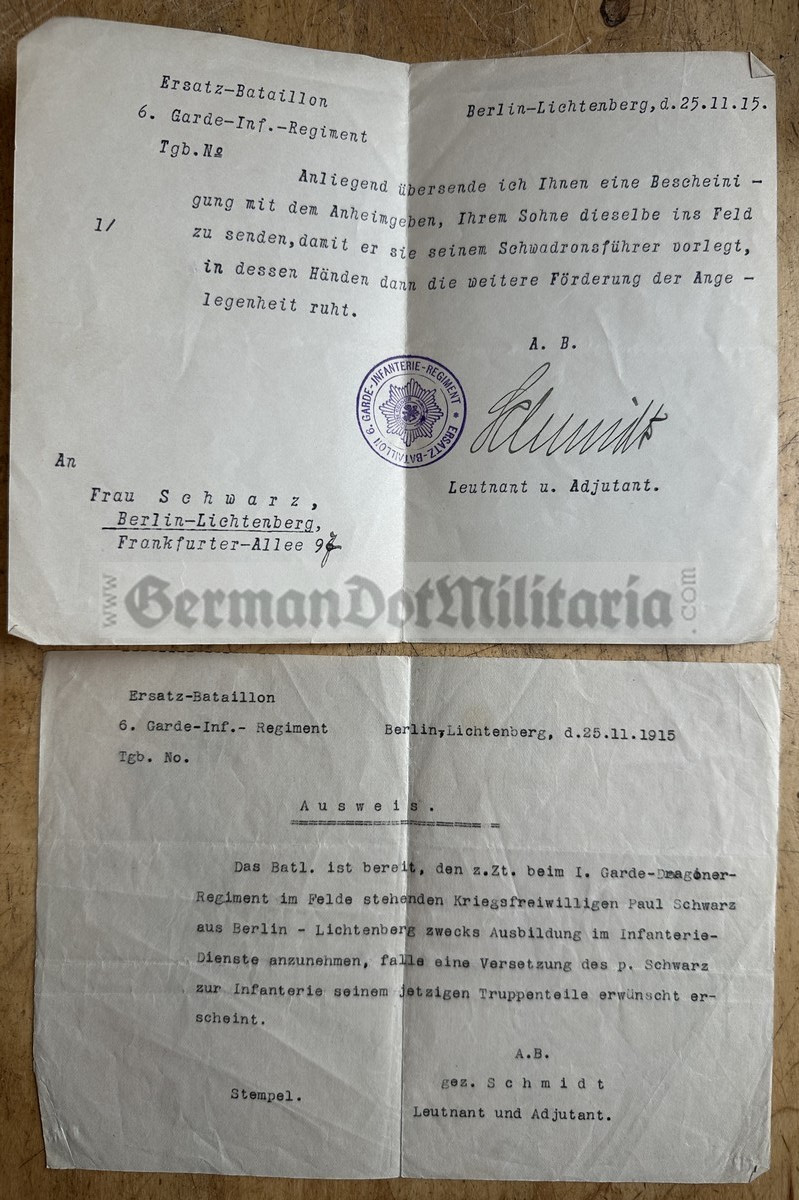 Ersatz-Bataillon
6. Garde-Inf.-Regiment
Tgb.No
Berlin-Lichtenberg,d.25.11.15.
Anliegend übersende ich Ihnen eine Bescheini -
gung mit dem Anheimgeben, Ihrem Sohne dieselbe ins Feld
1/
zu senden,damit er sie seinem Schwadronsführer vorlegt,
in dessen Händen dann die weitere Förderung der Ange -
legenheit ruht.
A. B.
6. GARDE-INFANTERIE-REGIMENT * ERSATZ-BATAILLON
Schmidt
Leutnant u. Adjutant.
An
Frau S c h w a r z ,
Berlin-Lichtenberg,
Frankfurter-Allee
www.GermanDotMilitaria.com
Ersatz-Bataillon
6. Garde-Inf.- Regiment
Berlin,Lichtenberg, d.25.11.1915
Tgb. No.
A u s w e i s .
Das Batl. ist bereit, den z.Zt. beim I. Garde-Dragoner-
Regiment im Felde stehenden Kriegsfreiwilligen Paul Schwarz
aus Berlin - Lichtenberg zwecks Ausbildung im Infanterie-
Dienste anzunehmen, falle eine Versetzung des p. Schwarz
zur Infanterie seinem jetzigen Truppenteile erwünscht er-
scheint.
A.B.
gez. S c h m i d t
Stempel.
Leutnant und Adjutant.